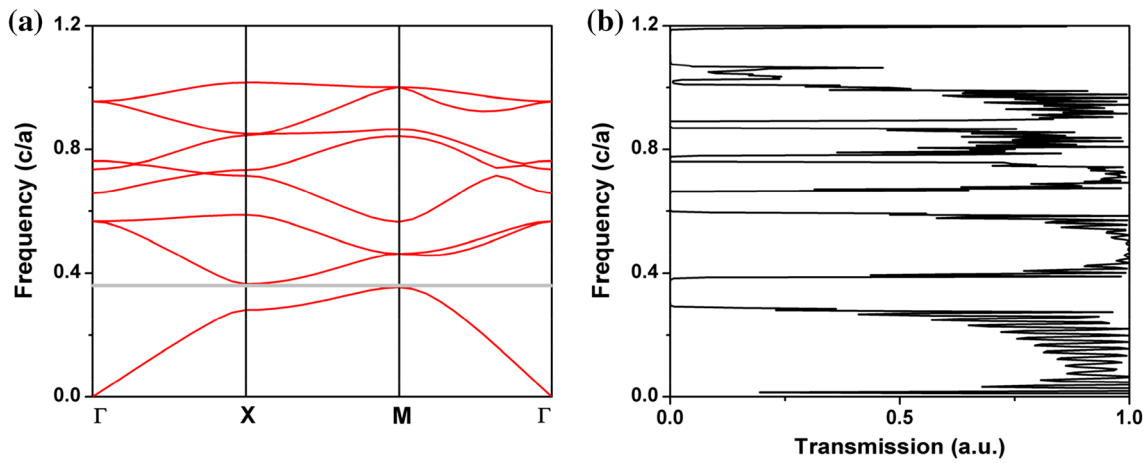 (a)
1.2
0.8
0.4
0.0
Frequency (c/a)
Γ X M Γ
(b)
1.2
0.8
0.4
0.0
Frequency (c/a)
0.0 0.5 1.0
Transmission (a.u.)